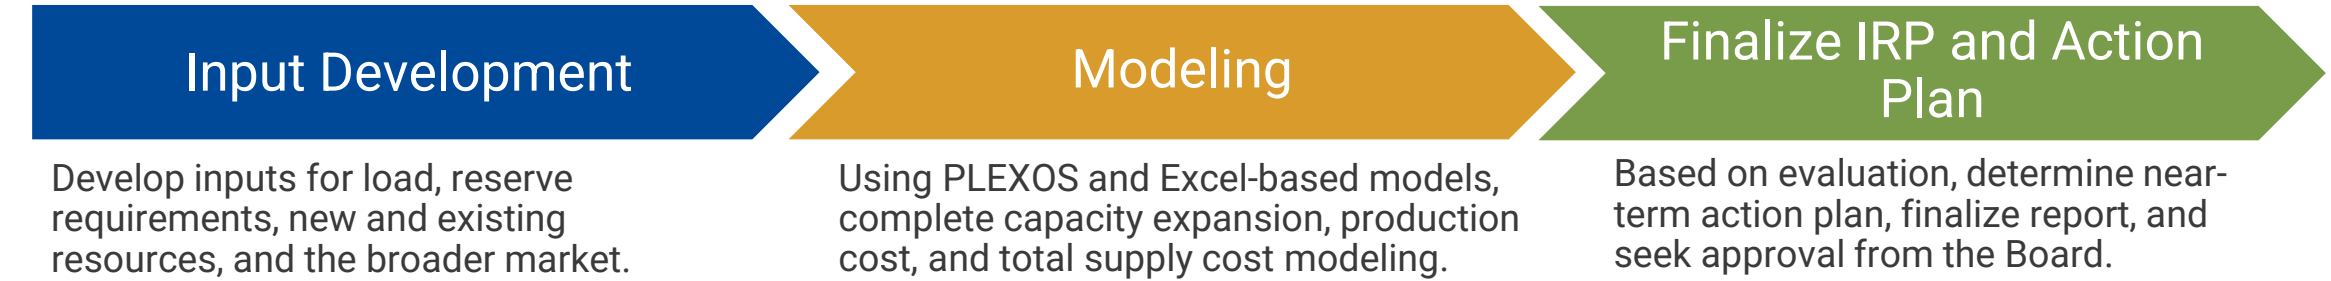 Input Development
Develop inputs for load, reserve
requirements, new and existing
resources, and the broader market.
Modeling
Using PLEXOS and Excel-based models,
complete capacity expansion, production
cost, and total supply cost modeling.
Finalize IRP and Action
Plan
Based on evaluation, determine near-
term action plan, finalize report, and
seek approval from the Board.